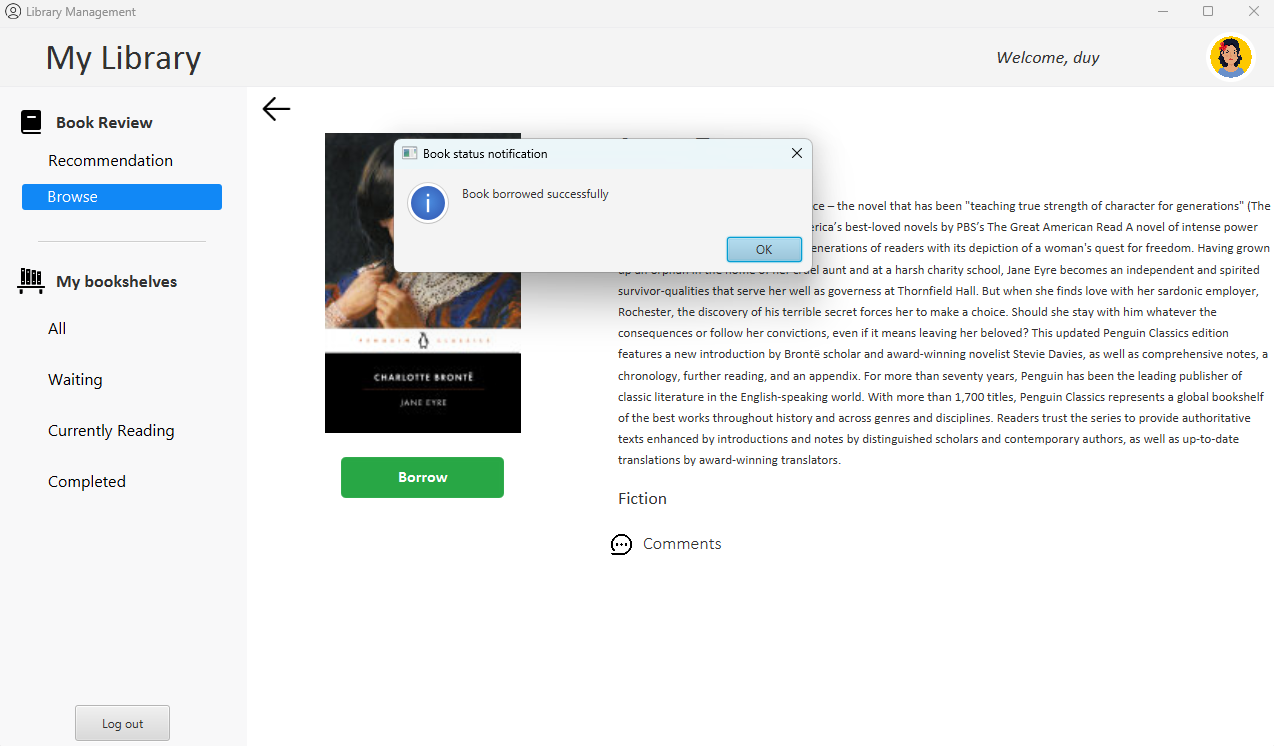 Library Management
My Library
Welcome, duy
Book Review
Recommendation
Browse
My bookshelves
All
Waiting
Currently Reading
Completed
Log out
Book status notification
Book borrowed successfully
OK
PENGUIN CLASSICS
CHARLOTTE BRONTË
JANE EYRE
Borrow
– the novel that has been "teaching true strength of character for generations" (The
best-loved novels by PBS’s The Great American Read A novel of intense power
generations of readers with its depiction of a woman's quest for freedom. Having grown
up an orphan in the home of her cruel aunt and at a harsh charity school, Jane Eyre becomes an independent and spirited
survivor-qualities that serve her well as governess at Thornfield Hall. But when she finds love with her sardonic employer,
Rochester, the discovery of his terrible secret forces her to make a choice. Should she stay with him whatever the
consequences or follow her convictions, even if it means leaving her beloved? This updated Penguin Classics edition
features a new introduction by Brontë scholar and award-winning novelist Stevie Davies, as well as comprehensive notes, a
chronology, further reading, and an appendix. For more than seventy years, Penguin has been the leading publisher of
classic literature in the English-speaking world. With more than 1,700 titles, Penguin Classics represents a global bookshelf
of the best works throughout history and across genres and disciplines. Readers trust the series to provide authoritative
texts enhanced by introductions and notes by distinguished scholars and contemporary authors, as well as up-to-date
translations by award-winning translators.
Fiction
Comments